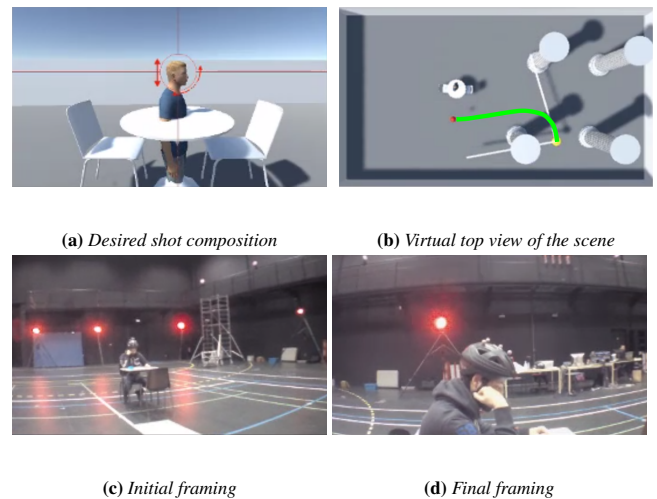 (a) Desired shot composition
(b) Virtual top view of the scene
(c) Initial framing
(d) Final framing